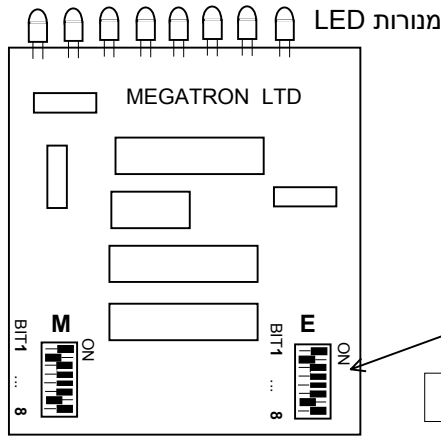 מנורות LED
MEGATRON LTD
M
ON
BIT1
...
8
E
ON
BIT1
...
8